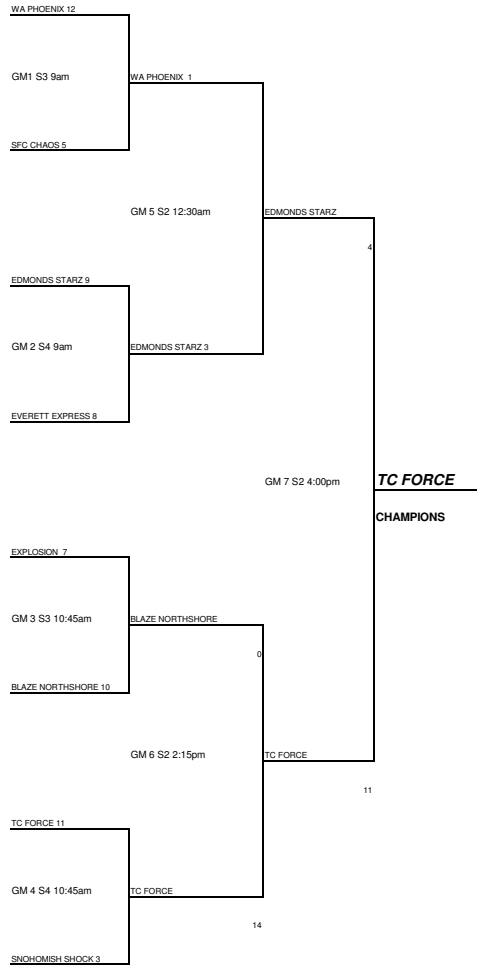 WA PHOENIX 12
GM1 S3 9am
WA PHOENIX 1
SFC CHAOS 5
GM 5 S2 12:30am
EDMONDS STARZ
4
EDMONDS STARZ 9
GM 2 S4 9am
EDMONDS STARZ 3
EVERETT EXPRESS 8
GM 7 S2 4:00pm
TC FORCE
CHAMPIONS
EXPLOSION 7
GM 3 S3 10:45am
BLAZE NORTHSHORE
0
BLAZE NORTHSHORE 10
GM 6 S2 2:15pm
TC FORCE
11
TC FORCE 11
GM 4 S4 10:45am
TC FORCE
14
SNOHOMISH SHOCK 3